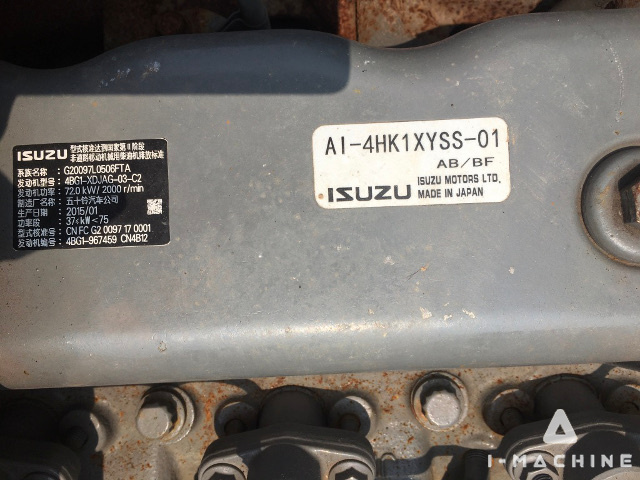 ISUZU 型式核准达到国家第Ⅱ阶段
非道路移动机械用柴油机排放标准
系族名称: G20097L0506FTA
发动机型号: 4BG1-XDJAG-03-C2
发动机功率: 72.0 kW/ 2000 r/min
制造厂名称: 五十铃汽车公司
生产日期: 2015/01
功率段: 37≤kW<75
型式核准号: CN FC G2 0097 17 0001
发动机编号: 4BG1-967459 CN4B12
AI-4HK1XYSS-01
AB/BF
ISUZU ISUZU MOTORS LTD.
MADE IN JAPAN
I-MACHINE